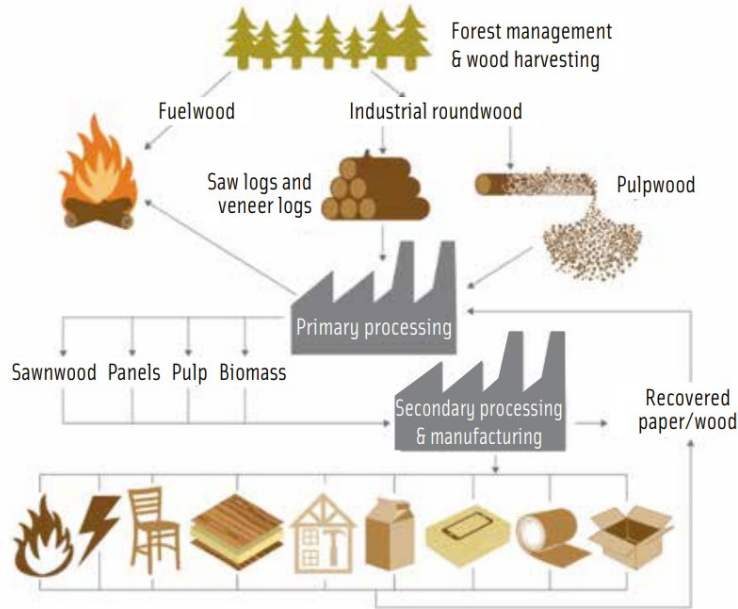 Forest management
& wood harvesting
Fuelwood
Industrial roundwood
Saw logs and
veneer logs
Pulpwood
Primary processing
Sawnwood
Panels
Pulp
Biomass
Secondary processing
& manufacturing
Recovered
paper/wood